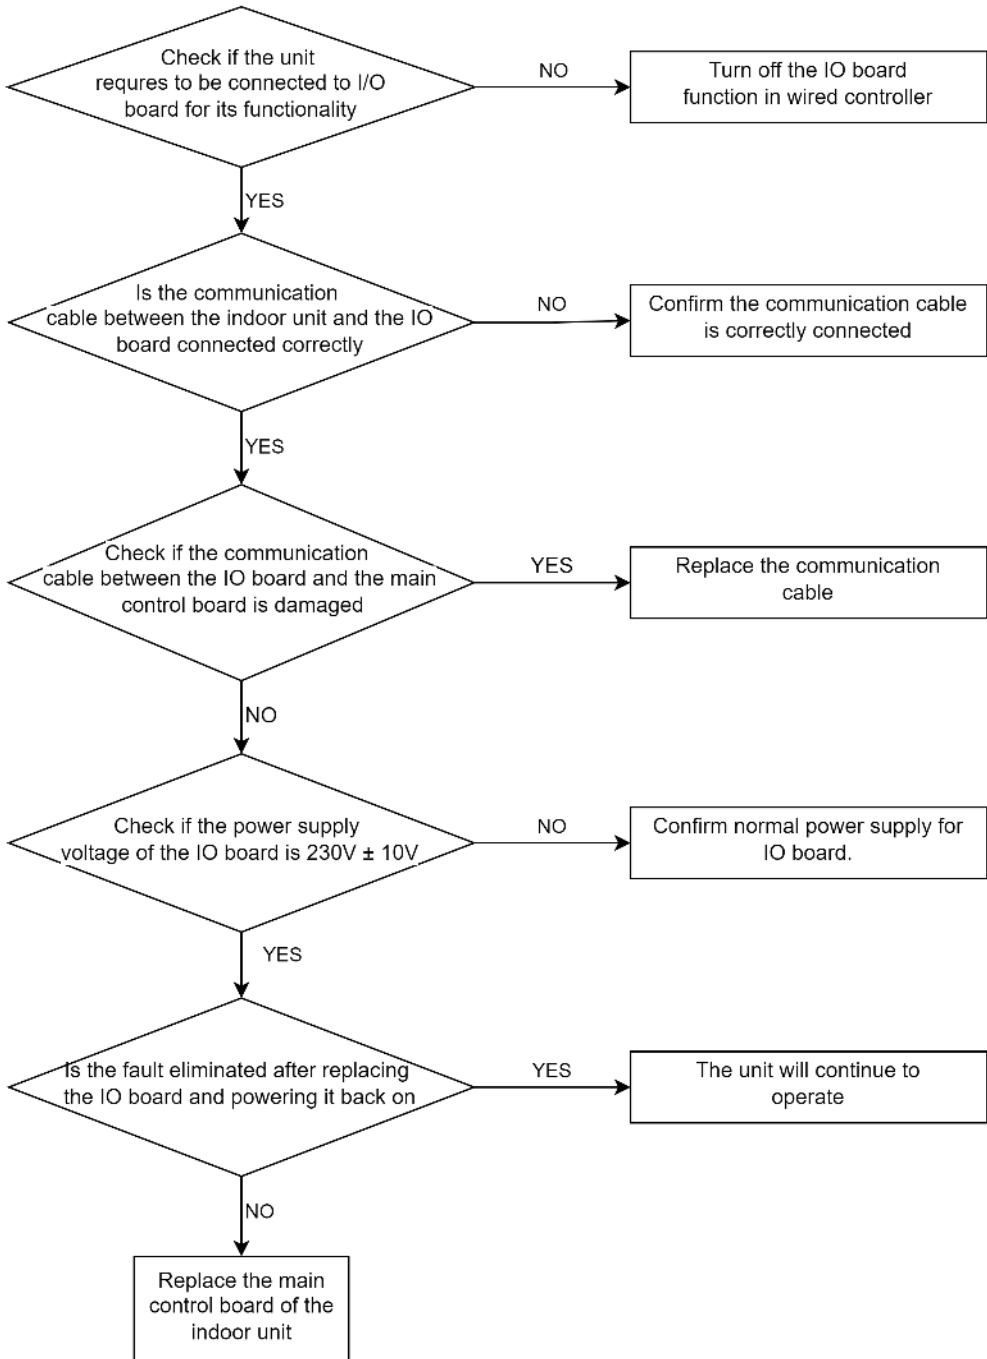 Check if the unit
requres to be connected to I/O
board for its functionality
NO
Turn off the IO board
function in wired controller
YES
Is the communication
cable between the indoor unit and the IO
board connected correctly
NO
Confirm the communication cable
is correctly connected
YES
Check if the communication
cable between the IO board and the main
control board is damaged
YES
Replace the communication
cable
NO
Check if the power supply
voltage of the IO board is 230V ± 10V
NO
Confirm normal power supply for
IO board.
YES
Is the fault eliminated after replacing
the IO board and powering it back on
YES
The unit will continue to
operate
NO
Replace the main
control board of the
indoor unit